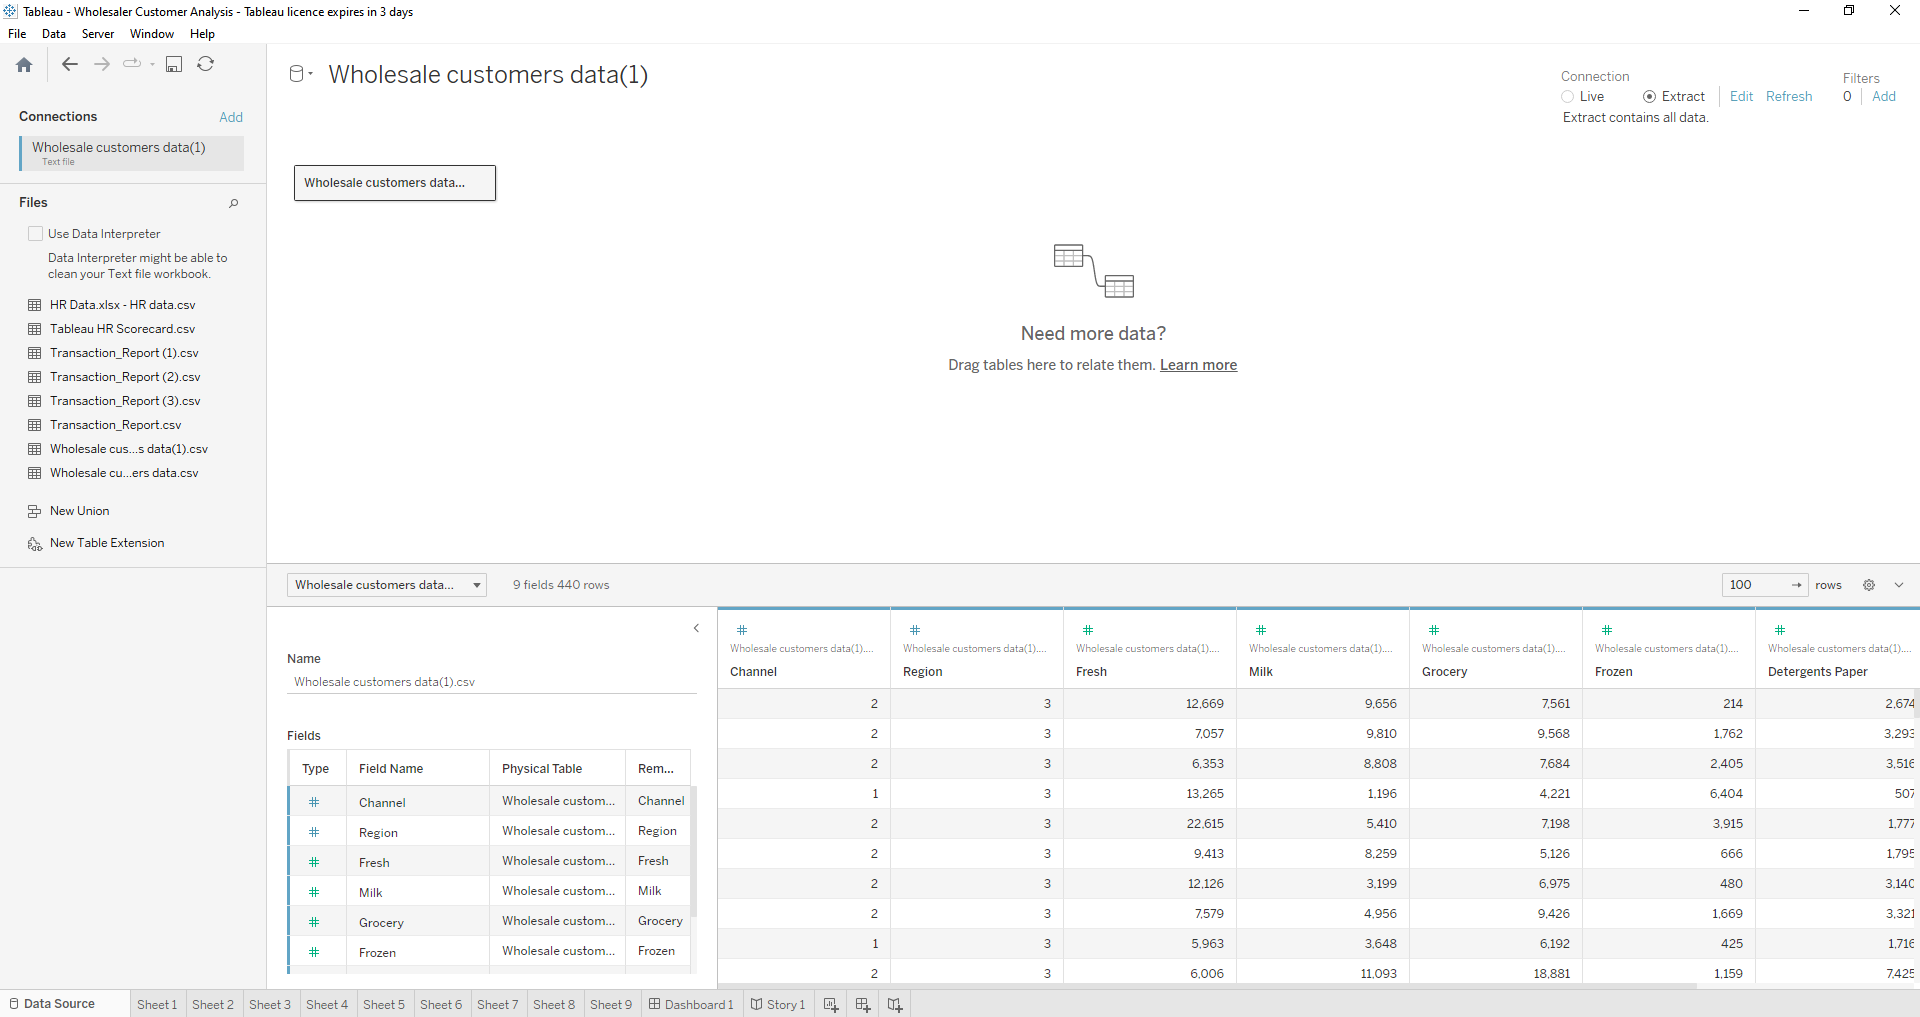 Tableau - Wholesaler Customer Analysis - Tableau licence expires in 3 days
File Data Server Window Help
Connections Add
Wholesale customers data(1)
Text file
Files
Use Data Interpreter
Data Interpreter might be able to
clean your Text file workbook.
HR Data.xlsx - HR data.csv
Tableau HR Scorecard.csv
Transaction_Report (1).csv
Transaction_Report (2).csv
Transaction_Report (3).csv
Transaction_Report.csv
Wholesale cus...s data(1).csv
Wholesale cu...ers data.csv
New Union
New Table Extension
Wholesale customers data(1)
Connection
Live Extract Edit Refresh
Extract contains all data.
Filters
0 Add
Wholesale customers data...
Need more data?
Drag tables here to relate them. Learn more
Wholesale customers data... 9 fields 440 rows
100 rows
Name
Wholesale customers data(1).csv
Fields
Type Field Name Physical Table Rem...
Channel Wholesale custom... Channel
Region Wholesale custom... Region
Fresh Wholesale custom... Fresh
Milk Wholesale custom... Milk
Grocery Wholesale custom... Grocery
Frozen Wholesale custom... Frozen
Wholesale customers data(1).... Wholesale customers data(1).... Wholesale customers data(1).... Wholesale customers data(1).... Wholesale customers data(1).... Wholesale customers data(1).... Wholesale customers data(1)....
Channel Region Fresh Milk Grocery Frozen Detergents Paper
2 3 12,669 9,656 7,561 214 2,674
2 3 7,057 9,810 9,568 1,762 3,293
2 3 6,353 8,808 7,684 2,405 3,516
1 3 13,265 1,196 4,221 6,404 507
2 3 22,615 5,410 7,198 3,915 1,777
2 3 9,413 8,259 5,126 666 1,795
2 3 12,126 3,199 6,975 480 3,140
2 3 7,579 4,956 9,426 1,669 3,321
1 3 5,963 3,648 6,192 425 1,716
2 3 6,006 11,093 18,881 1,159 7,425
Data Source Sheet 1 Sheet 2 Sheet 3 Sheet 4 Sheet 5 Sheet 6 Sheet 7 Sheet 8 Sheet 9 Dashboard 1 Story 1